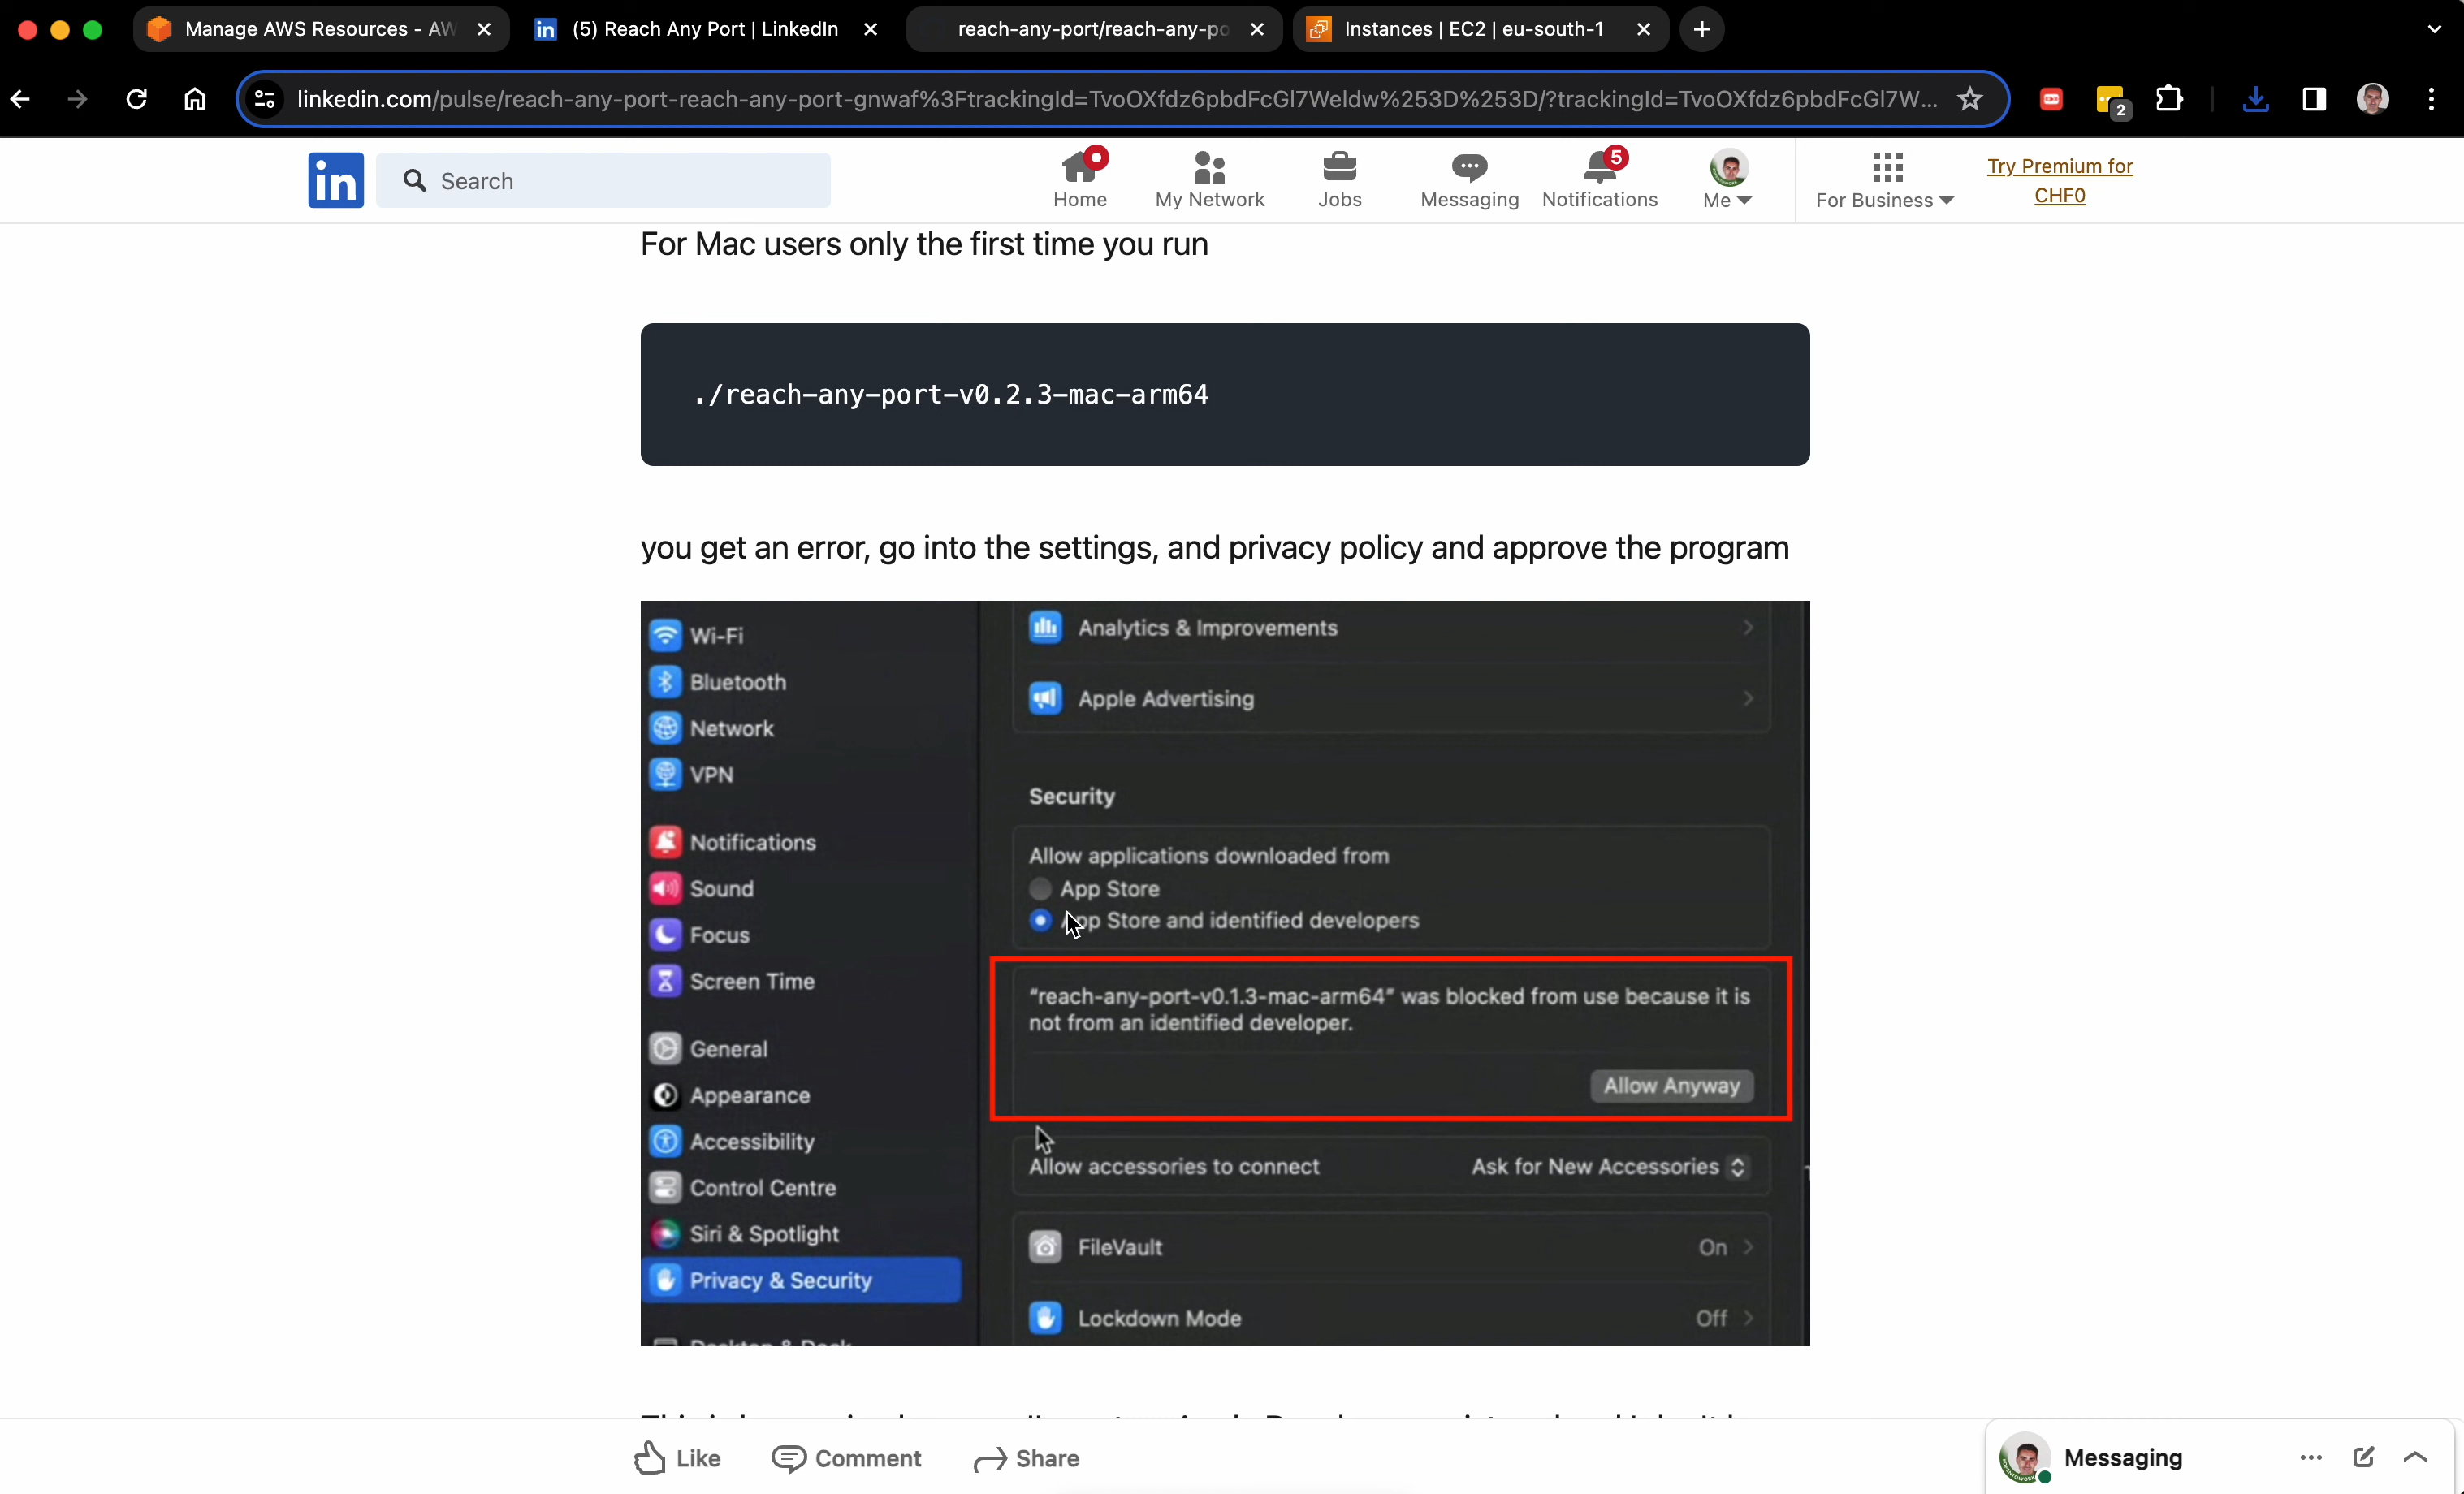 Manage AWS Resources - AW
(5) Reach Any Port | LinkedIn
reach-any-port/reach-any-po
Instances | EC2 | eu-south-1
linkedin.com/pulse/reach-any-port-reach-any-port-gnwaf%3FtrackingId=TvoOXfdz6pbdFcGl7Weldw%253D%253D/?trackingId=TvoOXfdz6pbdFcGl7W...
2
in
Search
Home
My Network
Jobs
Messaging
5
Notifications
Me
For Business
Try Premium for
CHF0
For Mac users only the first time you run
./reach-any-port-v0.2.3-mac-arm64
you get an error, go into the settings, and privacy policy and approve the program
Wi-Fi
Bluetooth
Network
VPN
Notifications
Sound
Focus
Screen Time
General
Appearance
Accessibility
Control Centre
Siri & Spotlight
Privacy & Security
Desktop & Dock
Analytics & Improvements
Apple Advertising
Security
Allow applications downloaded from
App Store
App Store and identified developers
"reach-any-port-v0.1.3-mac-arm64" was blocked from use because it is
not from an identified developer.
Allow Anyway
Allow accessories to connect
Ask for New Accessories
FileVault
On
Lockdown Mode
Off
Like
Comment
Share
Messaging